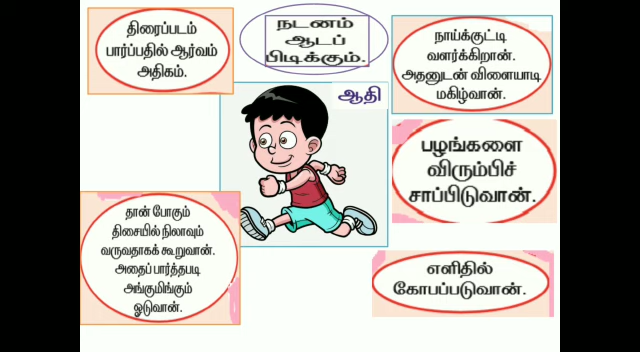 திரைப்படம்
பார்ப்பதில் ஆர்வம்
அதிகம்.
நடனம்
ஆடப்
பிடிக்கும்.
நாய்க்குட்டி
வளர்க்கிறான்.
அதனுடன் விளையாடி
மகிழ்வான்.
ஆதி
பழங்களை
விரும்பிச்
சாப்பிடுவான்.
தான் போகும்
திசையில் நிலாவும்
வருவதாகக் கூறுவான்.
அதைப் பார்த்தபடி
அங்குமிங்கும்
ஓடுவான்.
எளிதில்
கோபப்படுவான்.